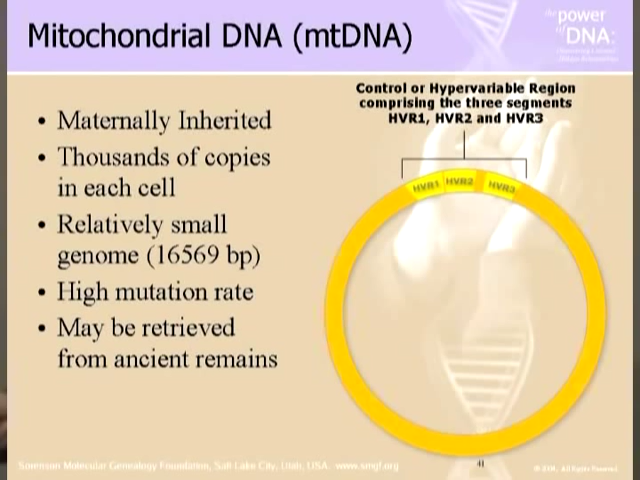 Mitochondrial DNA (mtDNA)
the power
of DNA:
Control or Hypervariable Region
comprising the three segments
HVR1, HVR2 and HVR3
• Maternally Inherited
• Thousands of copies
in each cell
• Relatively small
genome (16569 bp)
• High mutation rate
• May be retrieved
from ancient remains
HVR1 HVR2 HVR3
Sorenson Molecular Genealogy Foundation, Salt Lake City, Utah, USA www.smgf.org
41
All Rights Reserved